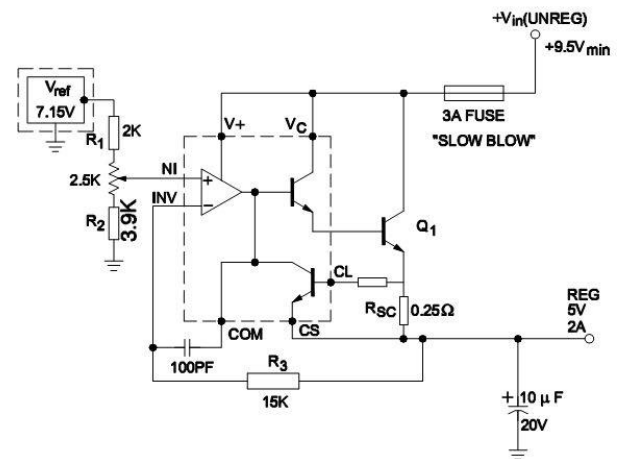 +Vin(UNREG)
+9.5Vmin
Vref
7.15V
3A FUSE
"SLOW BLOW"
R1
2K
V+
VC
NI
2.5K
INV
R2
3.9K
+
−
Q1
CL
RSC
0.25Ω
REG
5V
2A
COM
CS
100PF
R3
15K
+ 10 μF
20V